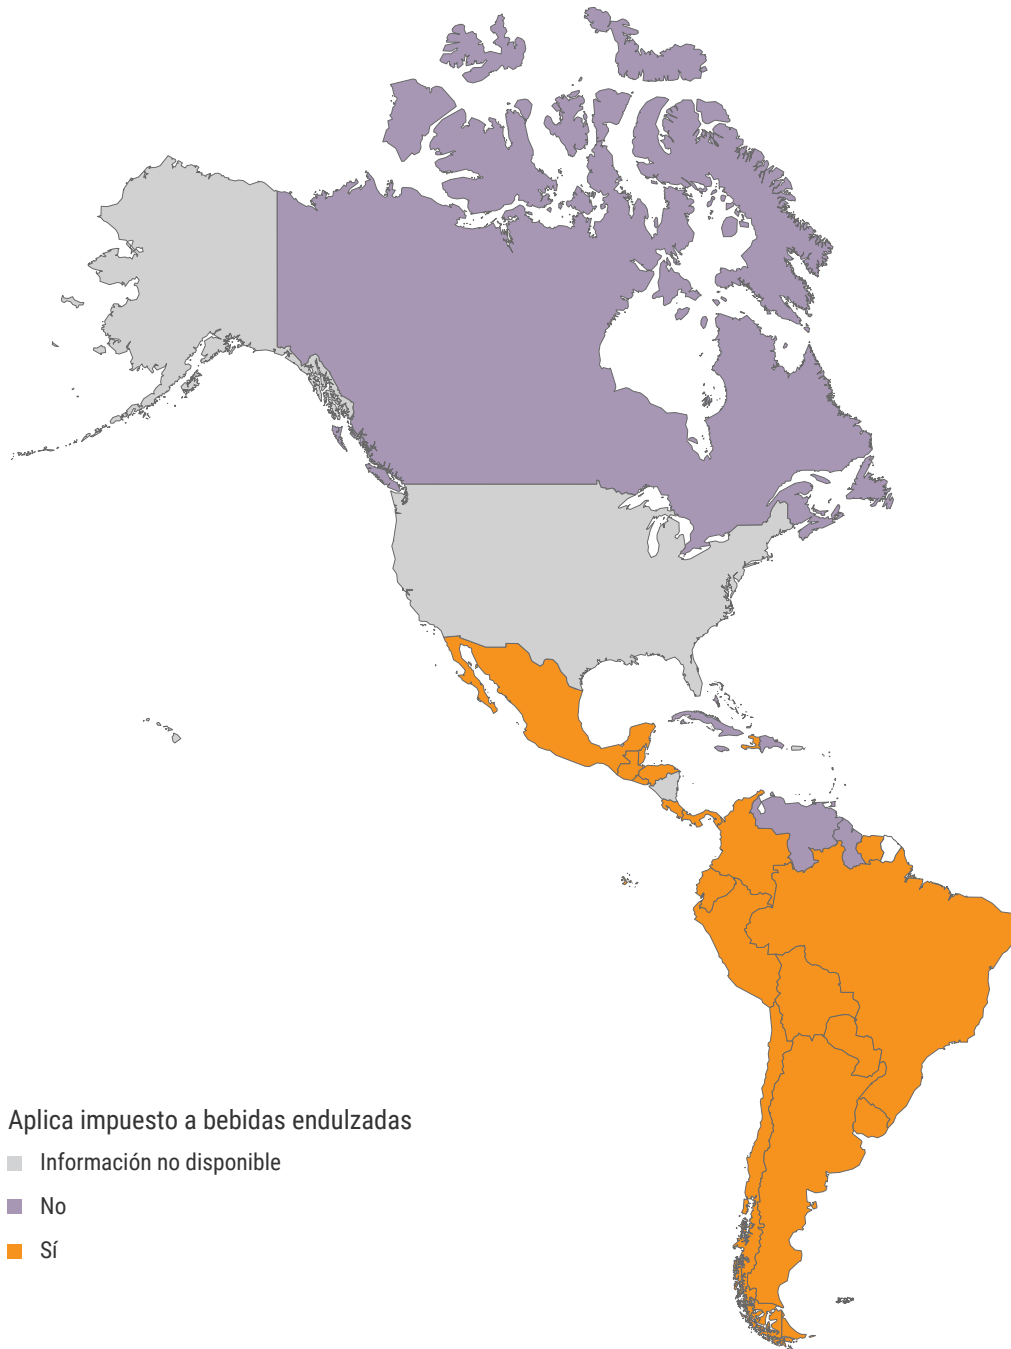 Aplica impuesto a bebidas endulzadas
Información no disponible
No
Sí